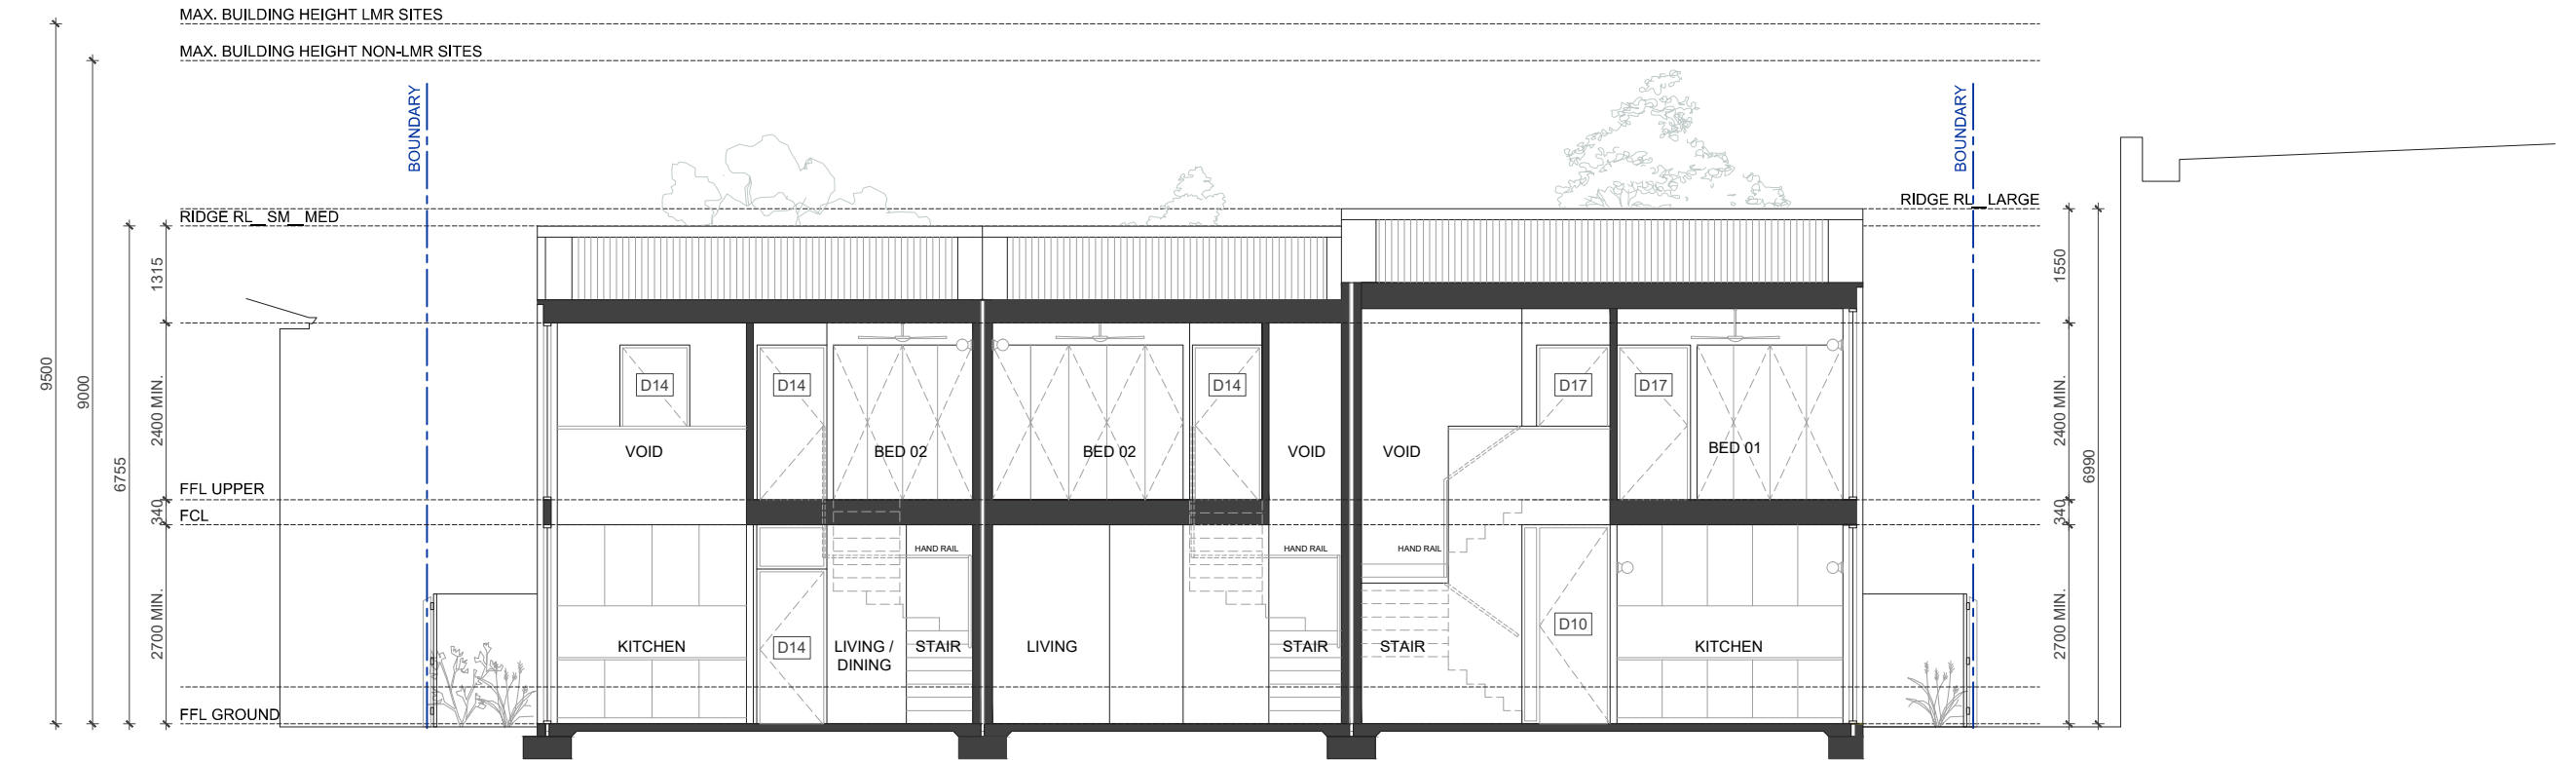 MAX. BUILDING HEIGHT LMR SITES
MAX. BUILDING HEIGHT NON-LMR SITES
BOUNDARY
BOUNDARY
RIDGE RL__SM__MED
RIDGE RL__LARGE
9500
9000
6755
1315
2400 MIN.
340
2700 MIN.
1550
2400 MIN.
340
2700 MIN.
6990
D14
D14
D14
D17
D17
VOID
BED 02
BED 02
VOID
VOID
BED 01
FFL UPPER
FCL
HAND RAIL
HAND RAIL
HAND RAIL
D10
KITCHEN
D14
LIVING /
DINING
STAIR
LIVING
STAIR
STAIR
KITCHEN
FFL GROUND